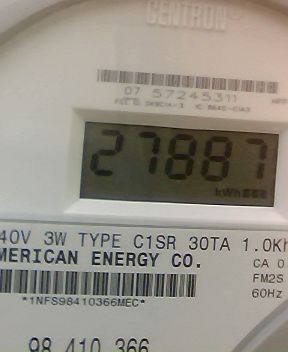 CENTRON
07 57245311
27887
kWh
40V 3W TYPE C1SR 30TA 1.0Kh
MERICAN ENERGY CO.
CA 0
FM2S
60Hz
*1NFS98410366MEC*
98 410 366